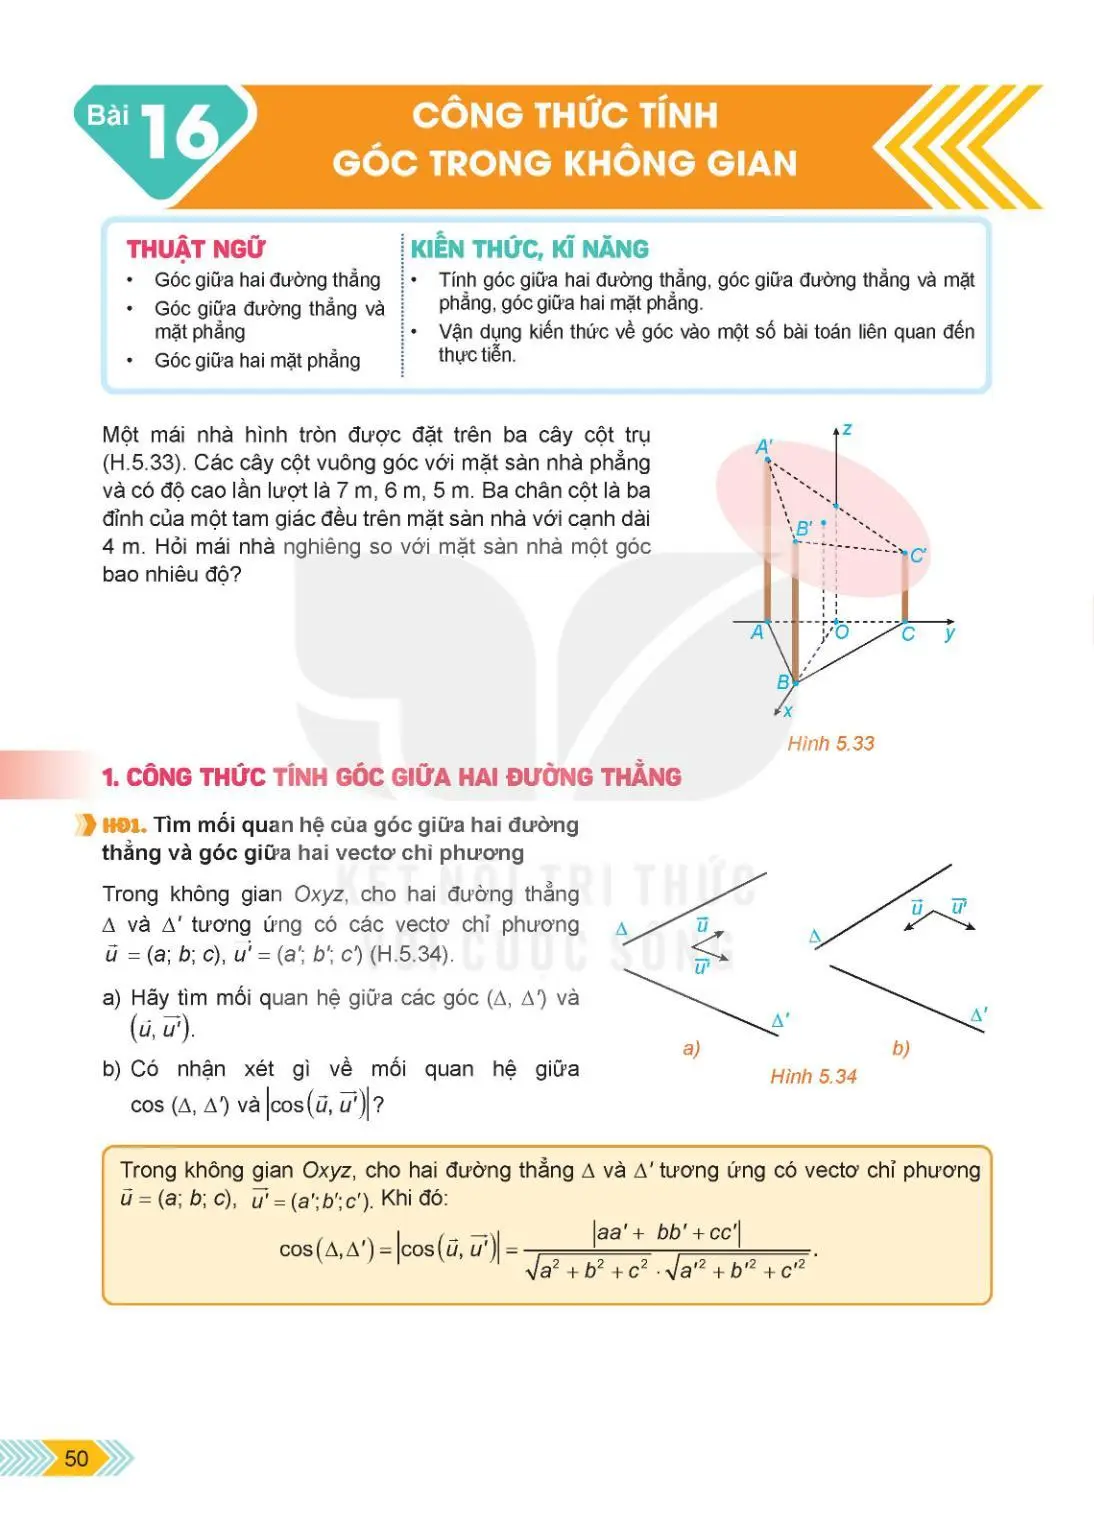 Bài 16
CÔNG THỨC TÍNH
GÓC TRONG KHÔNG GIAN
THUẬT NGỮ
• Góc giữa hai đường thẳng
• Góc giữa đường thẳng và
mặt phẳng
• Góc giữa hai mặt phẳng
KIẾN THỨC, KĨ NĂNG
• Tính góc giữa hai đường thẳng, góc giữa đường thẳng và mặt
phẳng, góc giữa hai mặt phẳng.
• Vận dụng kiến thức về góc vào một số bài toán liên quan đến
thực tiễn.
Một mái nhà hình tròn được đặt trên ba cây cột trụ
(H.5.33). Các cây cột vuông góc với mặt sàn nhà phẳng
và có độ cao lần lượt là 7 m, 6 m, 5 m. Ba chân cột là ba
đỉnh của một tam giác đều trên mặt sàn nhà với cạnh dài
4 m. Hỏi mái nhà nghiêng so với mặt sàn nhà một góc
bao nhiêu độ?
z
A'
B'
C'
A
O
C
y
B
x
Hình 5.33
1. CÔNG THỨC TÍNH GÓC GIỮA HAI ĐƯỜNG THẲNG
HĐ1. Tìm mối quan hệ của góc giữa hai đường
thẳng và góc giữa hai vectơ chỉ phương
Trong không gian Oxyz, cho hai đường thẳng
Δ và Δ' tương ứng có các vectơ chỉ phương
u⃗ = (a; b; c), u⃗' = (a'; b'; c') (H.5.34).
a) Hãy tìm mối quan hệ giữa các góc (Δ, Δ') và
(u⃗, u⃗').
b) Có nhận xét gì về mối quan hệ giữa
cos (Δ, Δ') và |cos(u⃗, u⃗')|?
Δ
u⃗
u⃗'
Δ'
a)
Δ
u⃗
u⃗'
Δ'
b)
Hình 5.34
KẾT NỐI TRI THỨC
VỚI CUỘC SỐNG
Trong không gian Oxyz, cho hai đường thẳng Δ và Δ' tương ứng có vectơ chỉ phương
u⃗ = (a; b; c), u⃗' = (a'; b'; c'). Khi đó:
cos(Δ, Δ') = |cos(u⃗, u⃗')| = |aa' + bb' + cc'| / (√(a² + b² + c²) · √(a'² + b'² + c'²)).
50